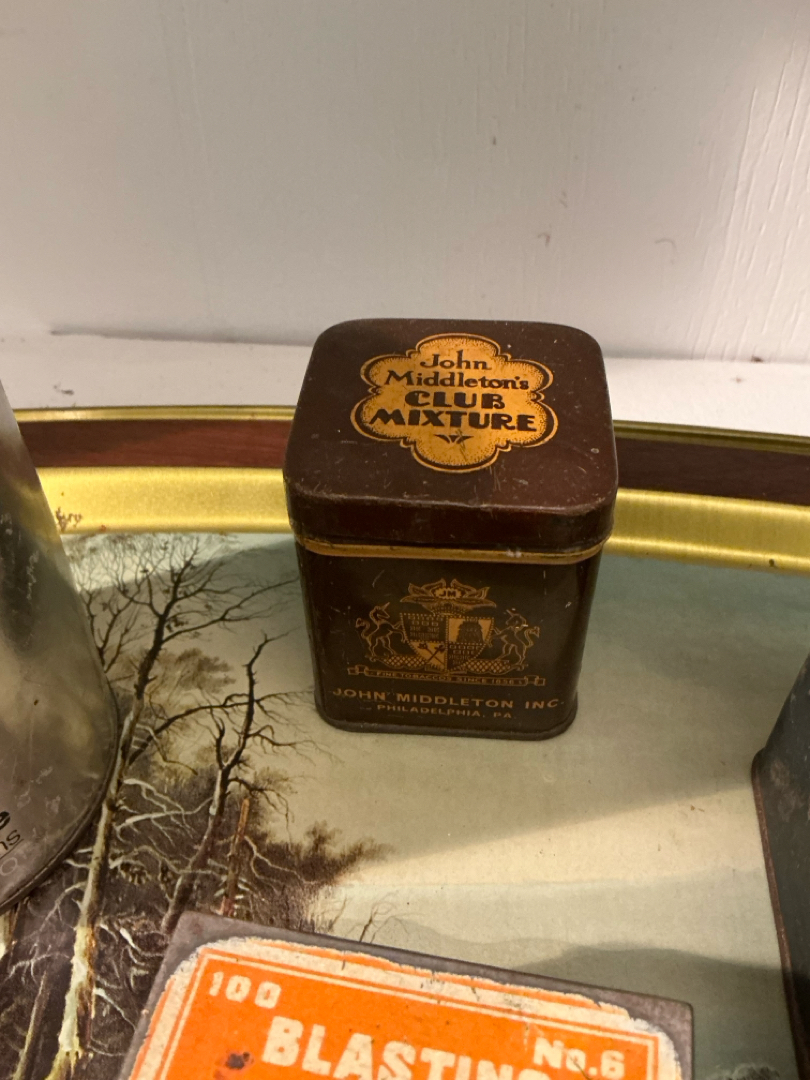 John
Middleton's
CLUB
MIXTURE
JM
FINE TOBACCOS SINCE 1856
JOHN MIDDLETON INC.
PHILADELPHIA, PA.
100
No.6
BLASTING